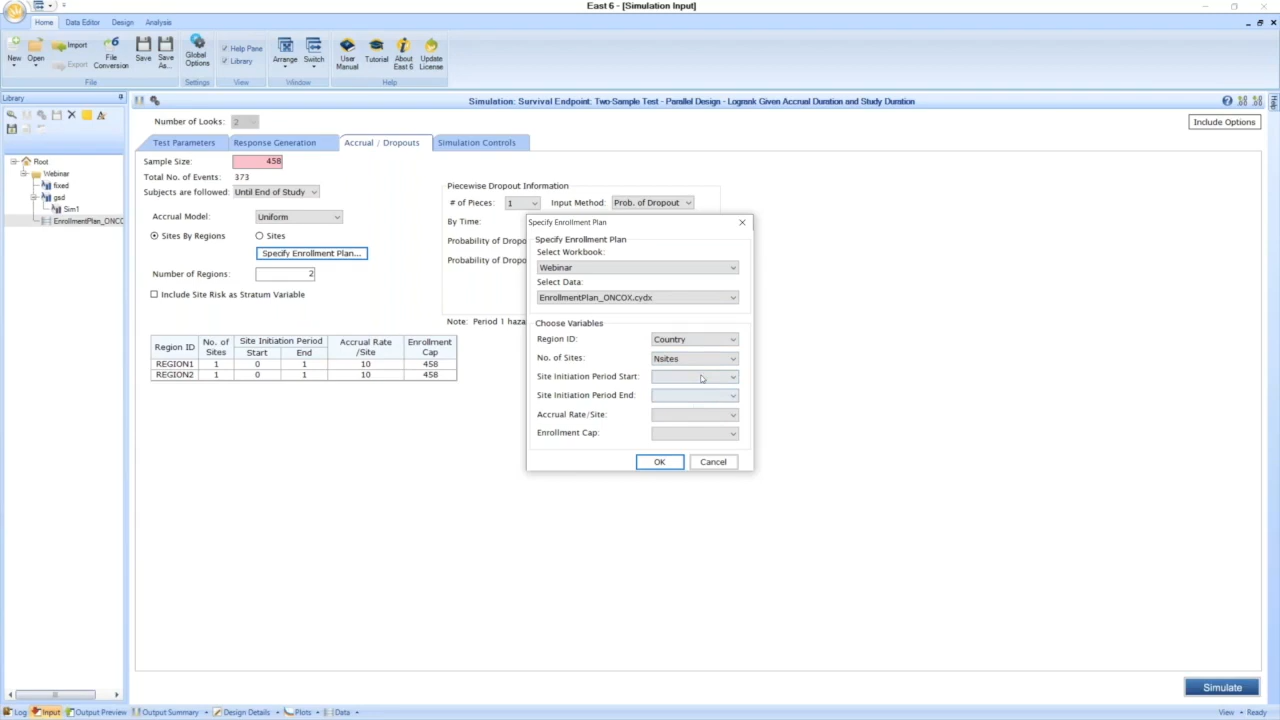 East 6 - [Simulation Input]
Home Data Editor Design Analysis
New Open Import Export File Conversion Save Save As... Global Options Help Pane Library Arrange Switch User Manual Tutorial About East 6 Update License
File Settings View Window Help
Library
Simulation: Survival Endpoint: Two-Sample Test - Parallel Design - Logrank Given Accrual Duration and Study Duration
Number of Looks: 2
Include Options
Test Parameters Response Generation Accrual / Dropouts Simulation Controls
Root
Webinar
fixed
gsd
Sim1
EnrollmentPlan_ONCO
Sample Size: 458
Total No. of Events: 373
Subjects are followed: Until End of Study
Accrual Model: Uniform
Sites By Regions Sites
Specify Enrollment Plan...
Number of Regions: 2
Include Site Risk as Stratum Variable
Region ID No. of Sites Site Initiation Period Start End Accrual Rate /Site Enrollment Cap
REGION1 1 0 1 10 458
REGION2 1 0 1 10 458
Piecewise Dropout Information
# of Pieces: 1 Input Method: Prob. of Dropout
By Time:
Probability of Dropo
Probability of Dropo
Note: Period 1 haza
Specify Enrollment Plan
Specify Enrollment Plan
Select Workbook:
Webinar
Select Data:
EnrollmentPlan_ONCOX.cydx
Choose Variables
Region ID: Country
No. of Sites: Nsites
Site Initiation Period Start:
Site Initiation Period End:
Accrual Rate/Site:
Enrollment Cap:
OK Cancel
Simulate
Log Input Output Preview Output Summary Design Details Plots Data View Ready